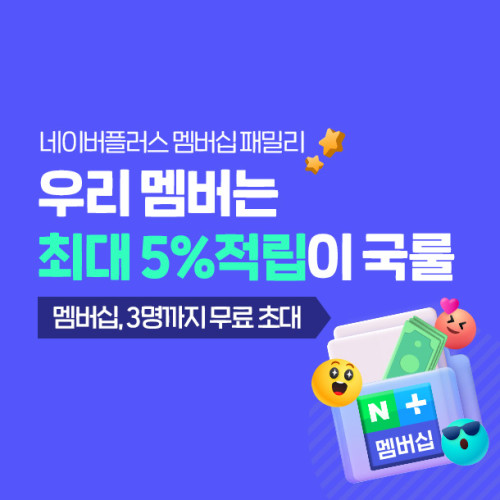 네이버플러스 멤버십 패밀리
우리 멤버는
최대 5%적립이 국룰
멤버십, 3명까지 무료 초대
N +
멤버십